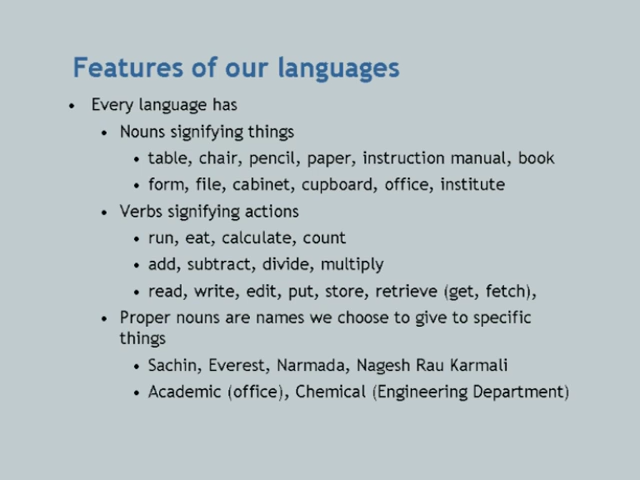 Features of our languages
• Every language has
• Nouns signifying things
• table, chair, pencil, paper, instruction manual, book
• form, file, cabinet, cupboard, office, institute
• Verbs signifying actions
• run, eat, calculate, count
• add, subtract, divide, multiply
• read, write, edit, put, store, retrieve (get, fetch),
• Proper nouns are names we choose to give to specific
things
• Sachin, Everest, Narmada, Nagesh Rau Karmali
• Academic (office), Chemical (Engineering Department)